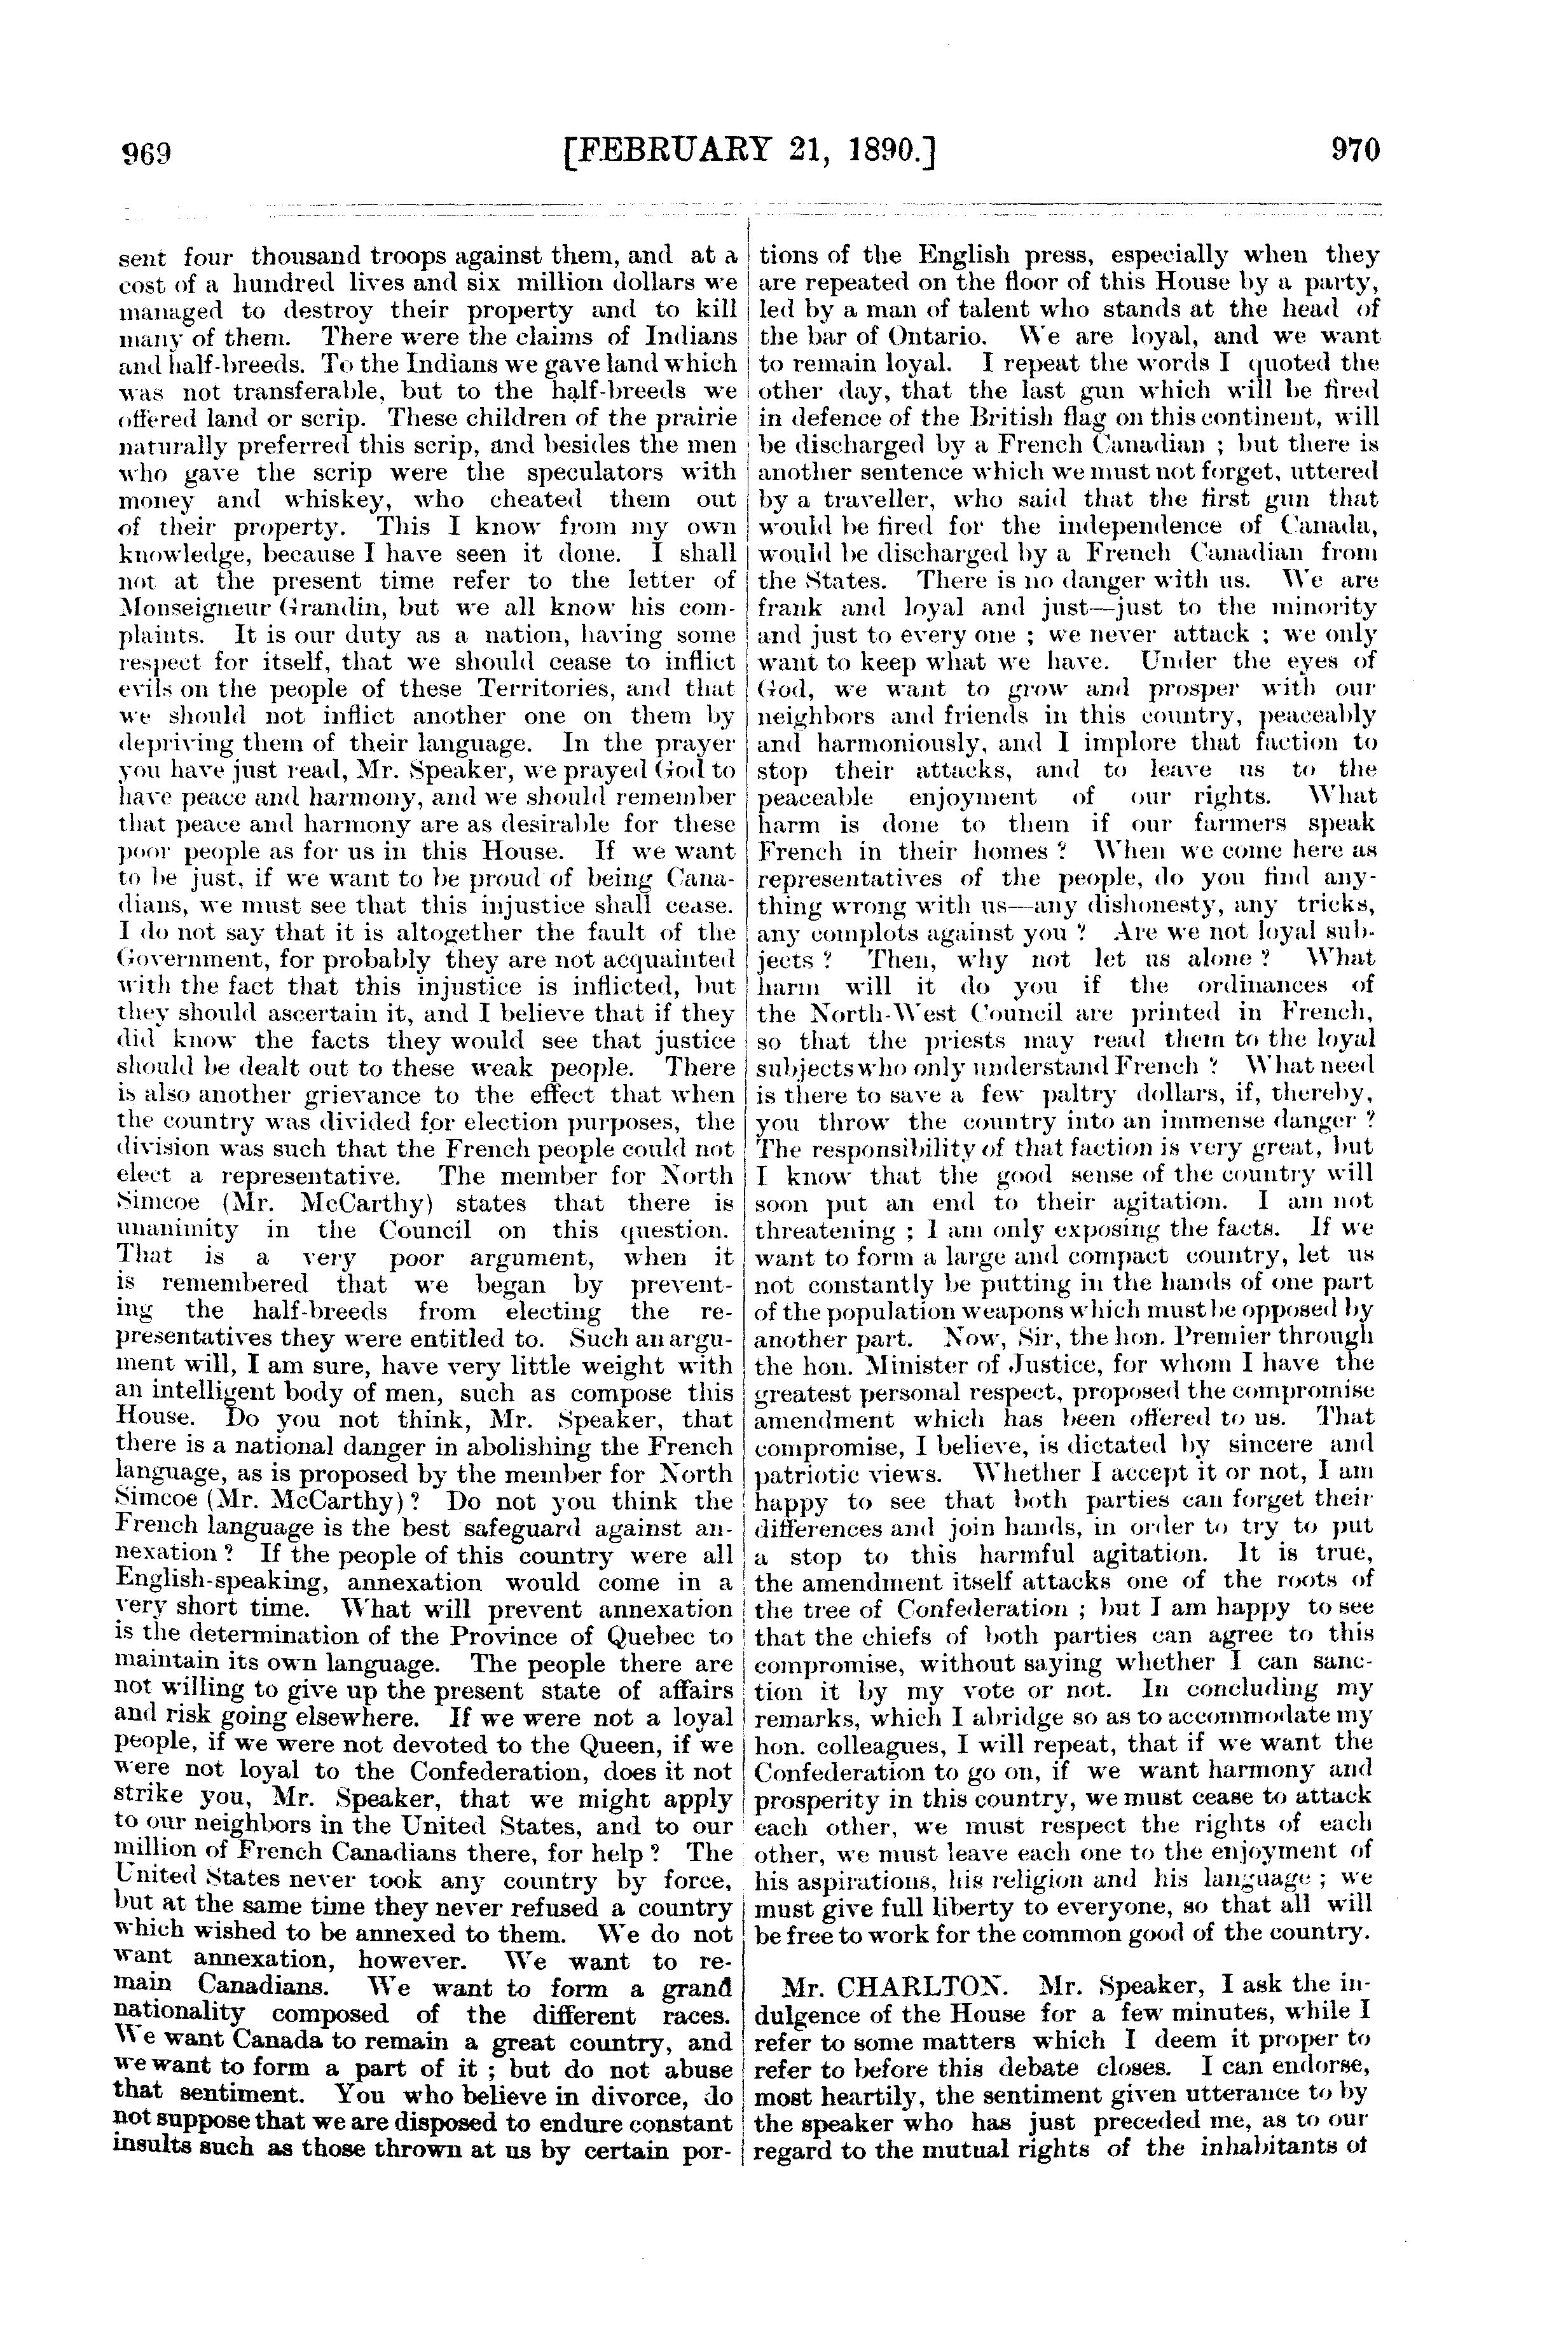 969
[FEBRUARY 21, 1890.]
970
sent four thousand troops against them, and at a
cost of a hundred lives and six million dollars we
managed to destroy their property and to kill
many of them. There were the claims of Indians
and half-breeds. To the Indians we gave land which
was not transferable, but to the half-breeds we
offered land or scrip. These children of the prairie
naturally preferred this scrip, and besides the men
who gave the scrip were the speculators with
money and whiskey, who cheated them out
of their property. This I know from my own
knowledge, because I have seen it done. I shall
not at the present time refer to the letter of
Monseigneur Grandin, but we all know his com-
plaints. It is our duty as a nation, having some
respect for itself, that we should cease to inflict
evils on the people of these Territories, and that
we should not inflict another one on them by
depriving them of their language. In the prayer
you have just read, Mr. Speaker, we prayed God to
have peace and harmony, and we should remember
that peace and harmony are as desirable for these
poor people as for us in this House. If we want
to be just, if we want to be proud of being Cana-
dians, we must see that this injustice shall cease.
I do not say that it is altogether the fault of the
Government, for probably they are not acquainted
with the fact that this injustice is inflicted, but
they should ascertain it, and I believe that if they
did know the facts they would see that justice
should be dealt out to these weak people. There
is also another grievance to the effect that when
the country was divided for election purposes, the
division was such that the French people could not
elect a representative. The member for North
Simcoe (Mr. McCarthy) states that there is
unanimity in the Council on this question.
That is a very poor argument, when it
is remembered that we began by prevent-
ing the half-breeds from electing the re-
presentatives they were entitled to. Such an argu-
ment will, I am sure, have very little weight with
an intelligent body of men, such as compose this
House. Do you not think, Mr. Speaker, that
there is a national danger in abolishing the French
language, as is proposed by the member for North
Simcoe (Mr. McCarthy)? Do not you think the
French language is the best safeguard against an-
nexation? If the people of this country were all
English-speaking, annexation would come in a
very short time. What will prevent annexation
is the determination of the Province of Quebec to
maintain its own language. The people there are
not willing to give up the present state of affairs
and risk going elsewhere. If we were not a loyal
people, if we were not devoted to the Queen, if we
were not loyal to the Confederation, does it not
strike you, Mr. Speaker, that we might apply
to our neighbors in the United States, and to our
million of French Canadians there, for help? The
United States never took any country by force,
but at the same time they never refused a country
which wished to be annexed to them. We do not
want annexation, however. We want to re-
main Canadians. We want to form a grand
nationality composed of the different races.
We want Canada to remain a great country, and
we want to form a part of it ; but do not abuse
that sentiment. You who believe in divorce, do
not suppose that we are disposed to endure constant
insults such as those thrown at us by certain por-
tions of the English press, especially when they
are repeated on the floor of this House by a party,
led by a man of talent who stands at the head of
the bar of Ontario. We are loyal, and we want
to remain loyal. I repeat the words I quoted the
other day, that the last gun which will be fired
in defence of the British flag on this continent, will
be discharged by a French Canadian ; but there is
another sentence which we must not forget, uttered
by a traveller, who said that the first gun that
would be fired for the independence of Canada,
would be discharged by a French Canadian from
the States. There is no danger with us. We are
frank and loyal and just—just to the minority
and just to every one ; we never attack ; we only
want to keep what we have. Under the eyes of
God, we want to grow and prosper with our
neighbors and friends in this country, peaceably
and harmoniously, and I implore that faction to
stop their attacks, and to leave us to the
peaceable enjoyment of our rights. What
harm is done to them if our farmers speak
French in their homes? When we come here as
representatives of the people, do you find any-
thing wrong with us—any dishonesty, any tricks,
any complots against you? Are we not loyal sub-
jects? Then, why not let us alone? What
harm will it do you if the ordinances of
the North-West Council are printed in French,
so that the priests may read them to the loyal
subjects who only understand French? What need
is there to save a few paltry dollars, if, thereby,
you throw the country into an immense danger?
The responsibility of that faction is very great, but
I know that the good sense of the country will
soon put an end to their agitation. I am not
threatening ; I am only exposing the facts. If we
want to form a large and compact country, let us
not constantly be putting in the hands of one part
of the population weapons which must be opposed by
another part. Now, Sir, the hon. Premier through
the hon. Minister of Justice, for whom I have the
greatest personal respect, proposed the compromise
amendment which has been offered to us. That
compromise, I believe, is dictated by sincere and
patriotic views. Whether I accept it or not, I am
happy to see that both parties can forget their
differences and join hands, in order to try to put
a stop to this harmful agitation. It is true,
the amendment itself attacks one of the roots of
the tree of Confederation ; but I am happy to see
that the chiefs of both parties can agree to this
compromise, without saying whether I can sanc-
tion it by my vote or not. In concluding my
remarks, which I abridge so as to accommodate my
hon. colleagues, I will repeat, that if we want the
Confederation to go on, if we want harmony and
prosperity in this country, we must cease to attack
each other, we must respect the rights of each
other, we must leave each one to the enjoyment of
his aspirations, his religion and his language ; we
must give full liberty to everyone, so that all will
be free to work for the common good of the country.
Mr. CHARLTON. Mr. Speaker, I ask the in-
dulgence of the House for a few minutes, while I
refer to some matters which I deem it proper to
refer to before this debate closes. I can endorse,
most heartily, the sentiment given utterance to by
the speaker who has just preceded me, as to our
regard to the mutual rights of the inhabitants of